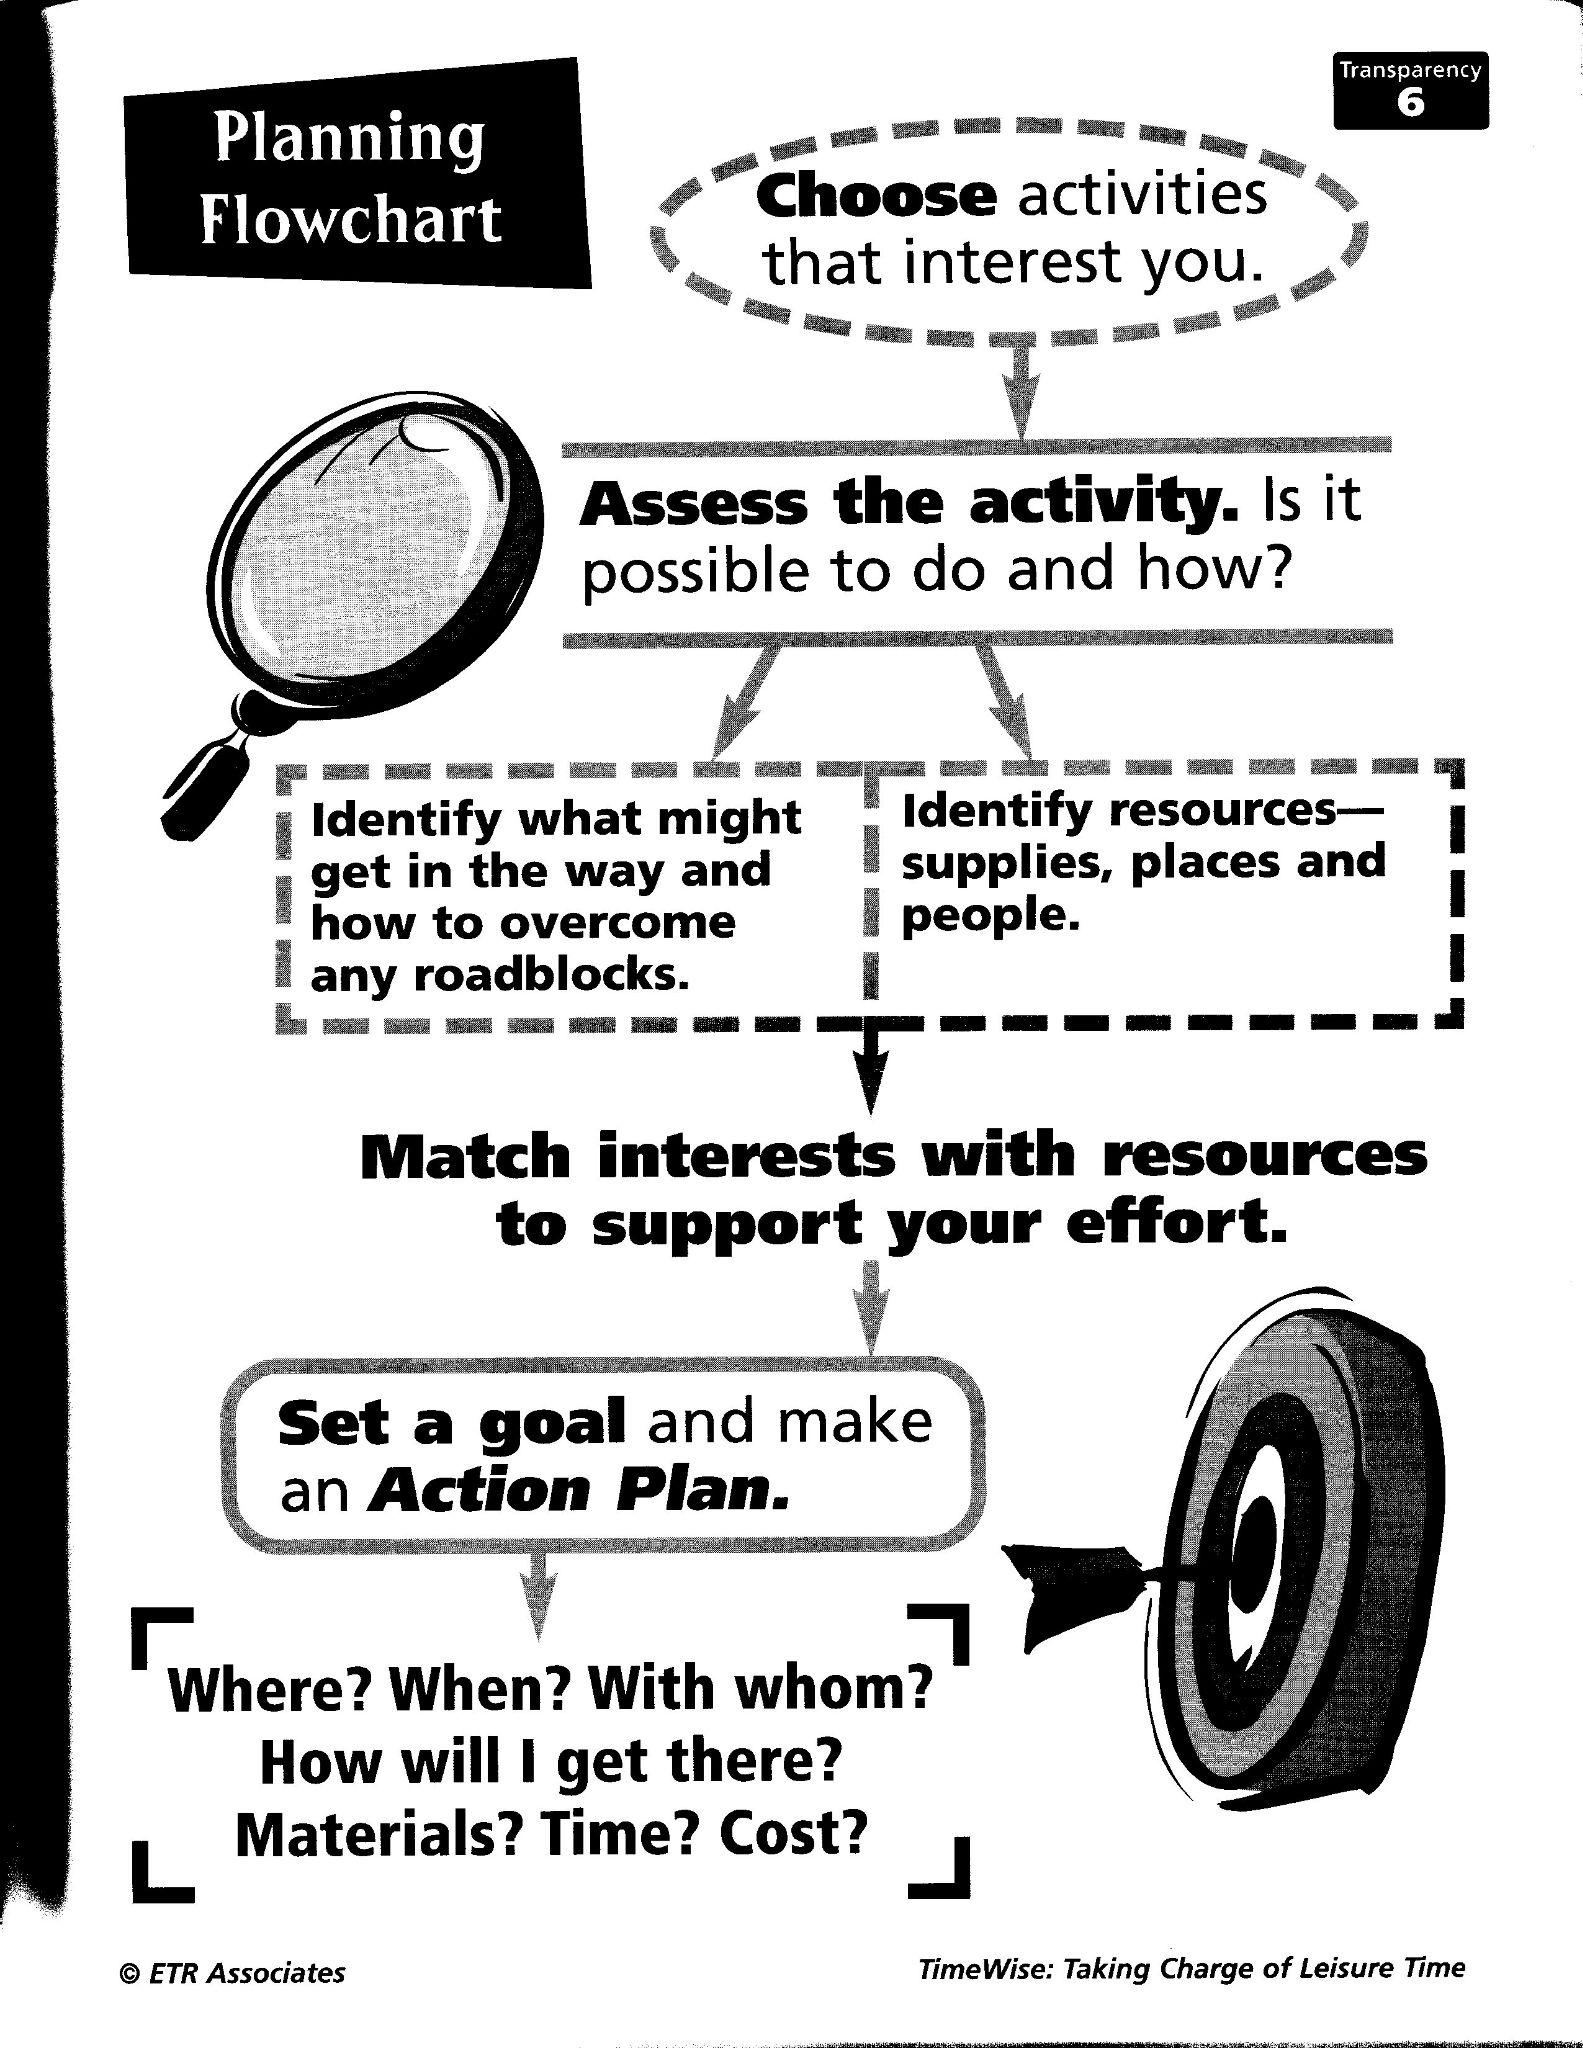 Planning
Flowchart
Transparency
6
Choose activities
that interest you.
Assess the activity. Is it
possible to do and how?
Identify what might
get in the way and
how to overcome
any roadblocks.
Identify resources—
supplies, places and
people.
Match interests with resources
to support your effort.
Set a goal and make
an Action Plan.
Where? When? With whom?
How will I get there?
Materials? Time? Cost?
© ETR Associates
TimeWise: Taking Charge of Leisure Time